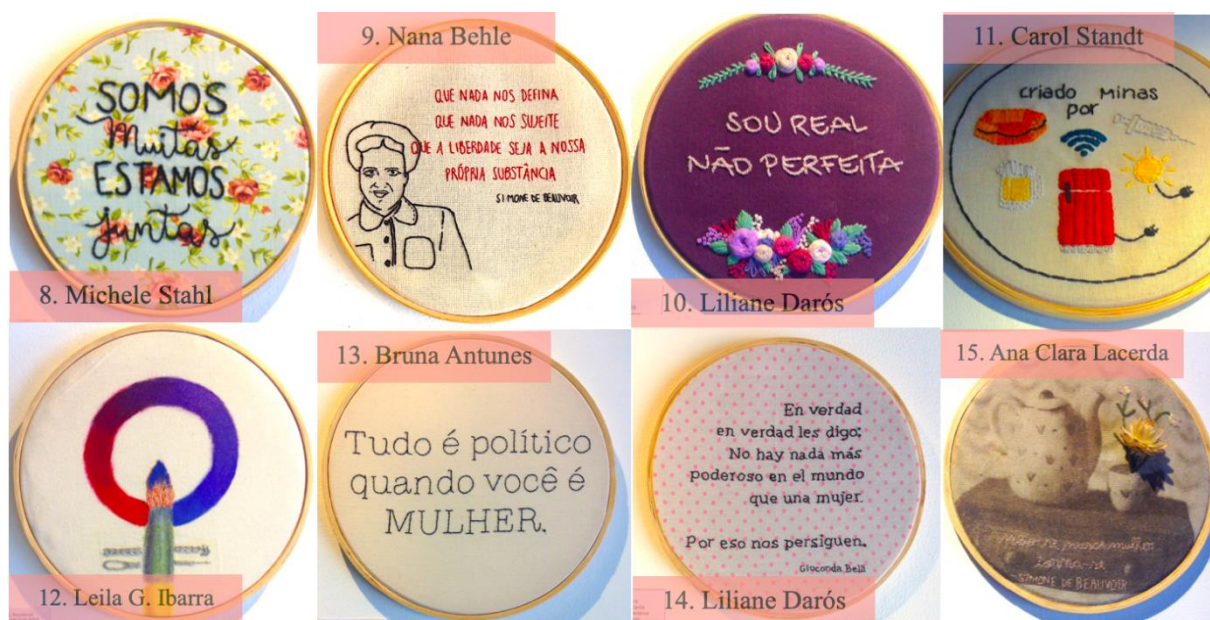 SOMOS
Muitas
ESTAMOS
juntas
8. Michele Stahl
9. Nana Behle
QUE NADA NOS DEFINA
QUE NADA NOS SUJEITE
QUE A LIBERDADE SEJA A NOSSA
PRÓPRIA SUBSTÂNCIA
SIMONE DE BEAUVOIR
SOU REAL
NÃO PERFEITA
10. Liliane Darós
11. Carol Standt
criado minas
por
12. Leila G. Ibarra
13. Bruna Antunes
Tudo é político
quando você é
MULHER.
En verdad
en verdad les digo;
No hay nada más
poderoso en el mundo
que una mujer.
Por eso nos persiguen.
Gioconda Belli
14. Liliane Darós
15. Ana Clara Lacerda
nasce mulher
torna-se
SIMONE DE BEAUVOIR